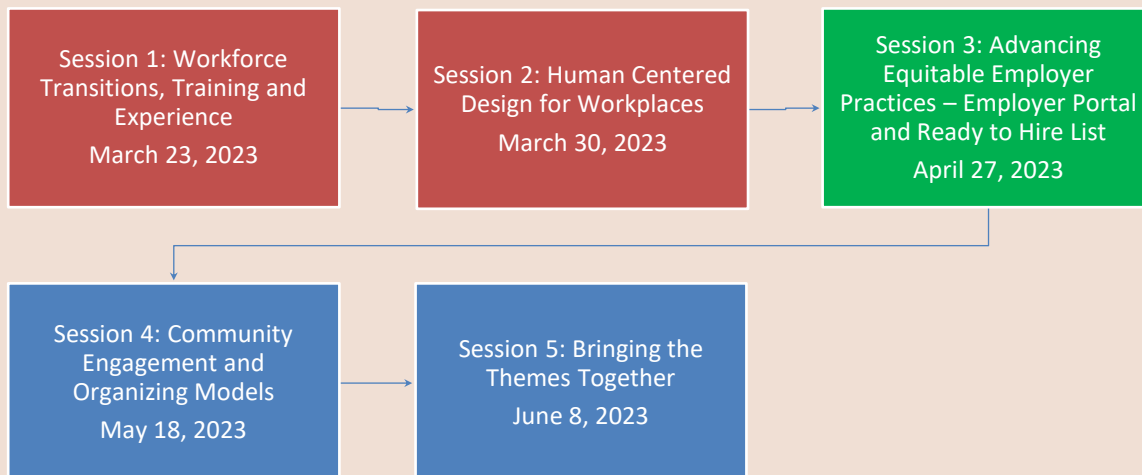 Session 1: Workforce
Transitions, Training and
Experience
March 23, 2023
Session 2: Human Centered
Design for Workplaces
March 30, 2023
Session 3: Advancing
Equitable Employer
Practices – Employer Portal
and Ready to Hire List
April 27, 2023
Session 4: Community
Engagement and
Organizing Models
May 18, 2023
Session 5: Bringing the
Themes Together
June 8, 2023